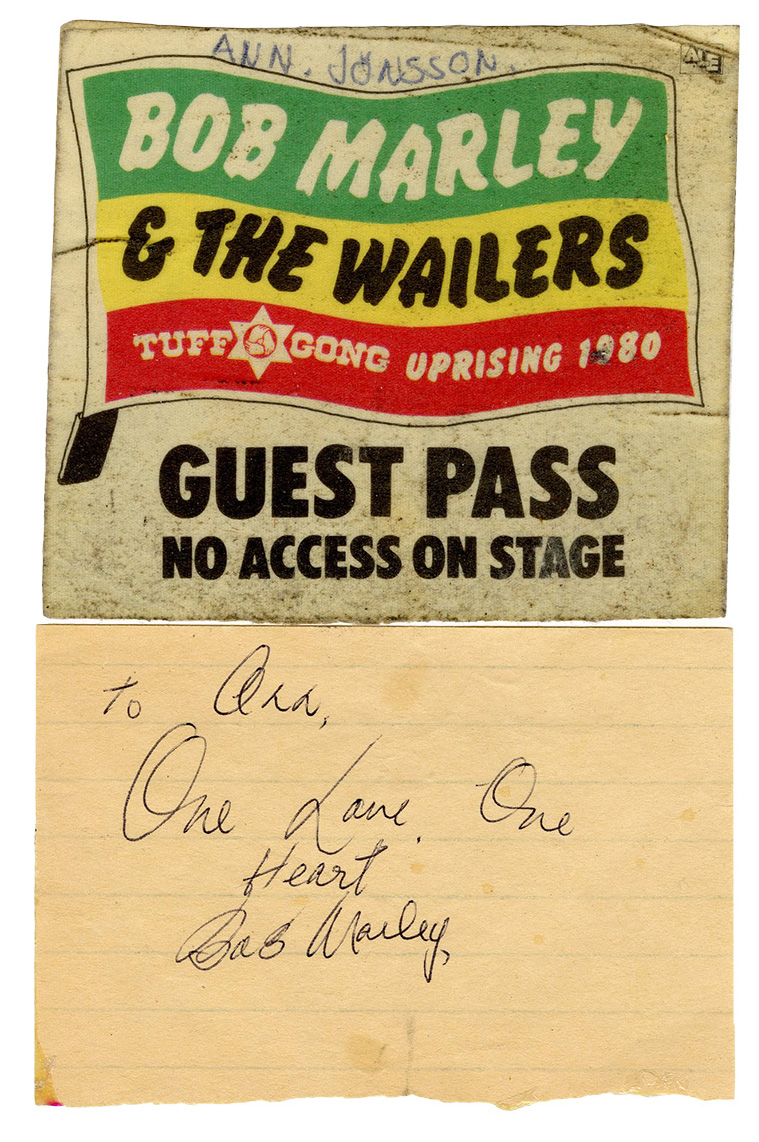 ANN. JÖNSSON.
BOB MARLEY
& THE WAILERS
TUFF GONG UPRISING 1980
GUEST PASS
NO ACCESS ON STAGE
to Ann,
One Love. One
Heart
Bob Marley,